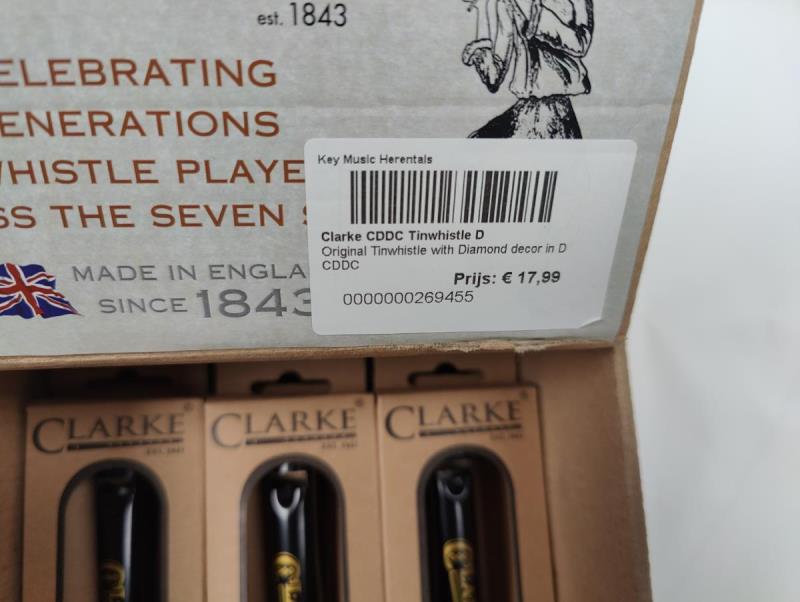 est. 1843
ELEBRATING
ENERATIONS
HISTLE PLAYE
SS THE SEVEN
MADE IN ENGLA
SINCE 1843
Key Music Herentals
Clarke CDDC Tinwhistle D
Original Tinwhistle with Diamond decor in D
CDDC
Prijs: € 17,99
0000000269455
CLARKE®
CLARKE®
CLARKE®